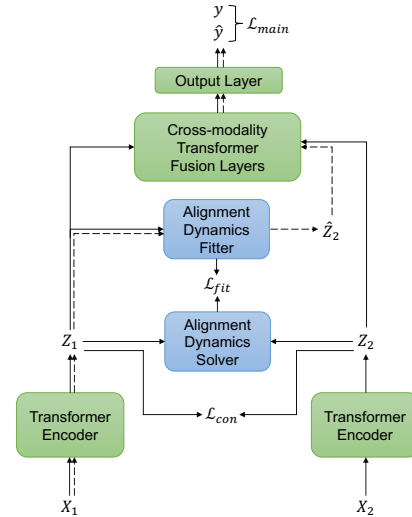 y
ŷ
ℒ_main
Output Layer
Cross-modality
Transformer
Fusion Layers
Alignment
Dynamics
Fitter
Ẑ_2
ℒ_fit
Z_1
Alignment
Dynamics
Solver
Z_2
Transformer
Encoder
ℒ_con
Transformer
Encoder
X_1
X_2